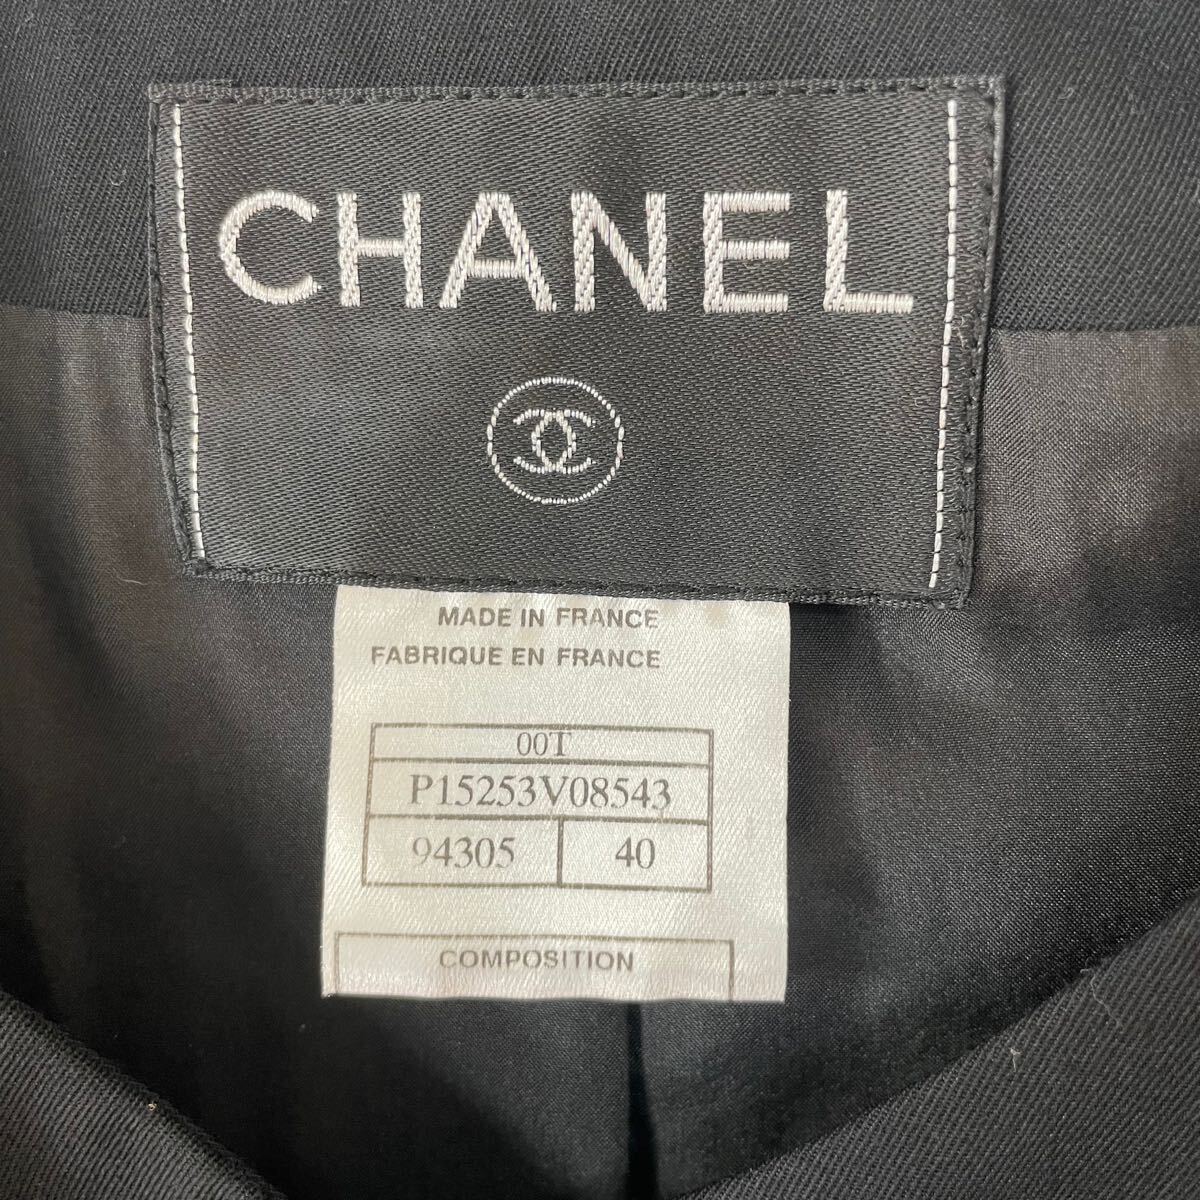 CHANEL
MADE IN FRANCE
FABRIQUE EN FRANCE
00T
P15253V08543
94305 40
COMPOSITION